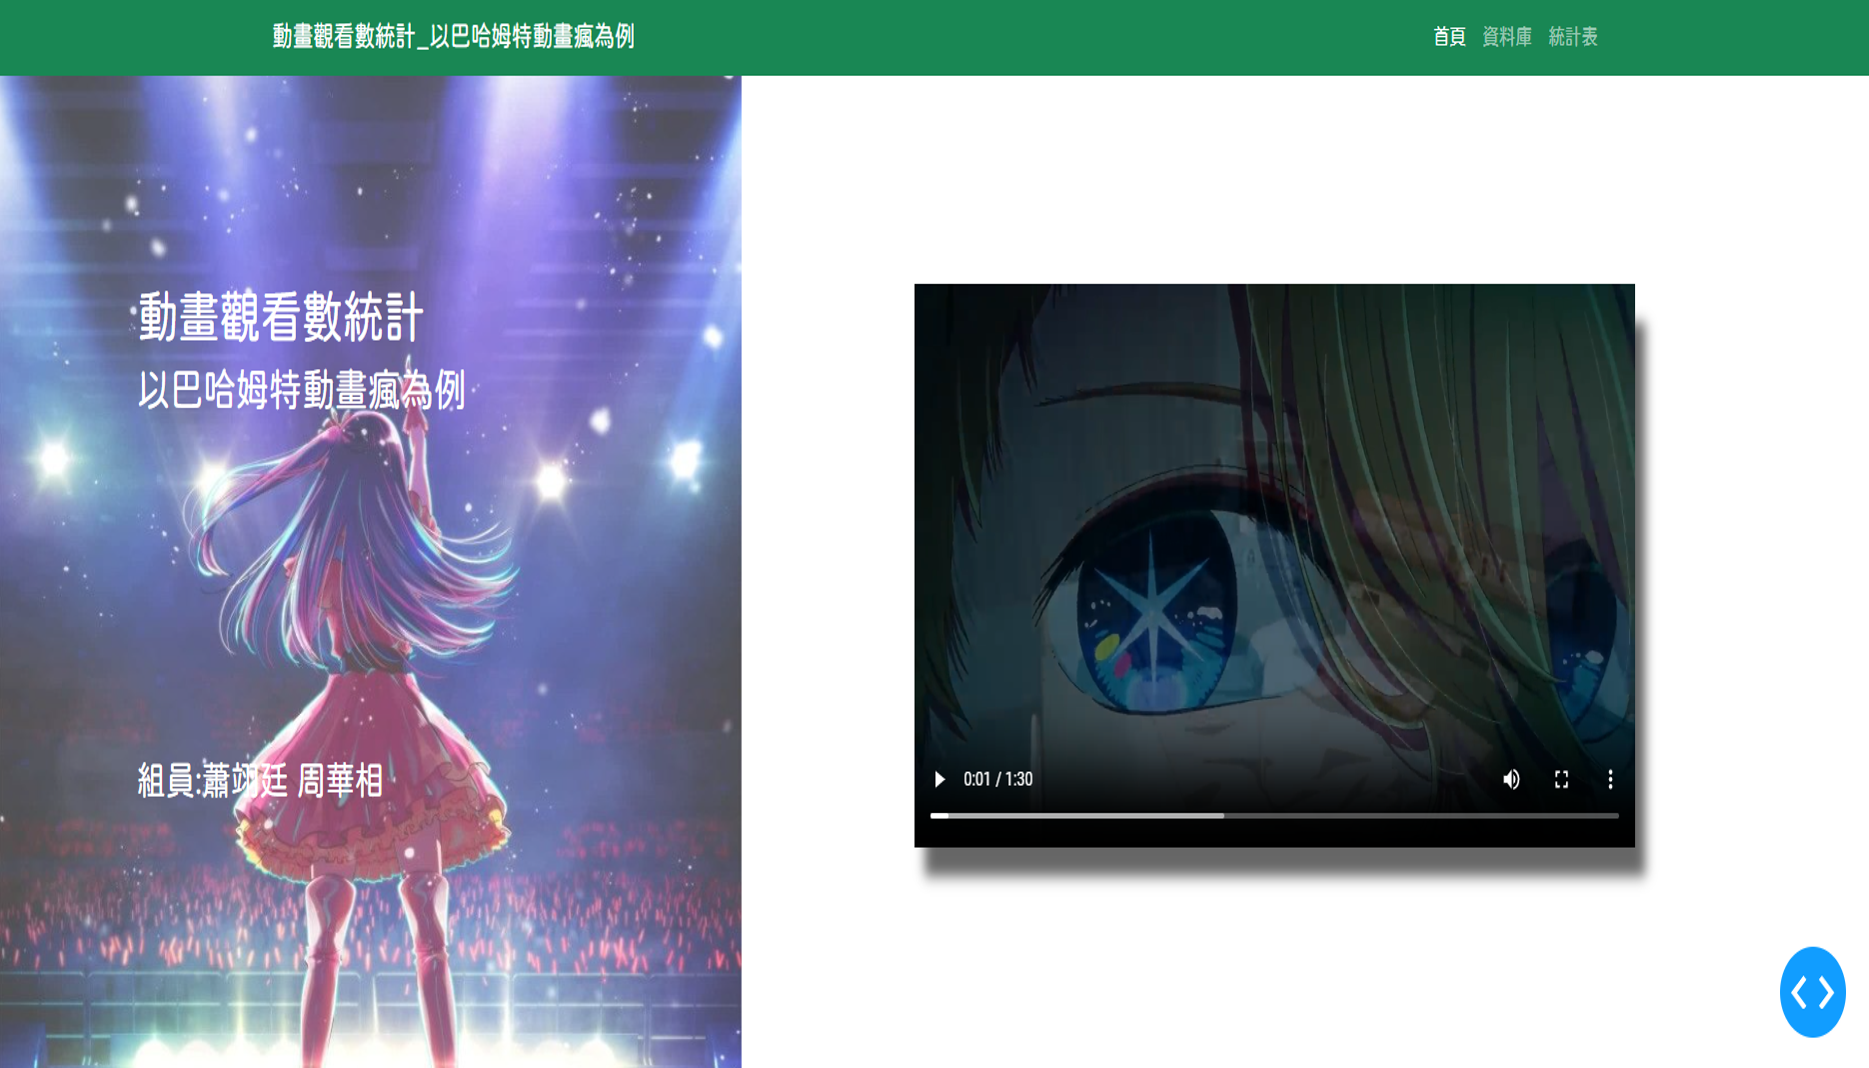 動畫觀看數統計_以巴哈姆特動畫瘋為例
首頁 資料庫 統計表
動畫觀看數統計
以巴哈姆特動畫瘋為例
組員:蕭翊廷 周華相
0:01 / 1:30